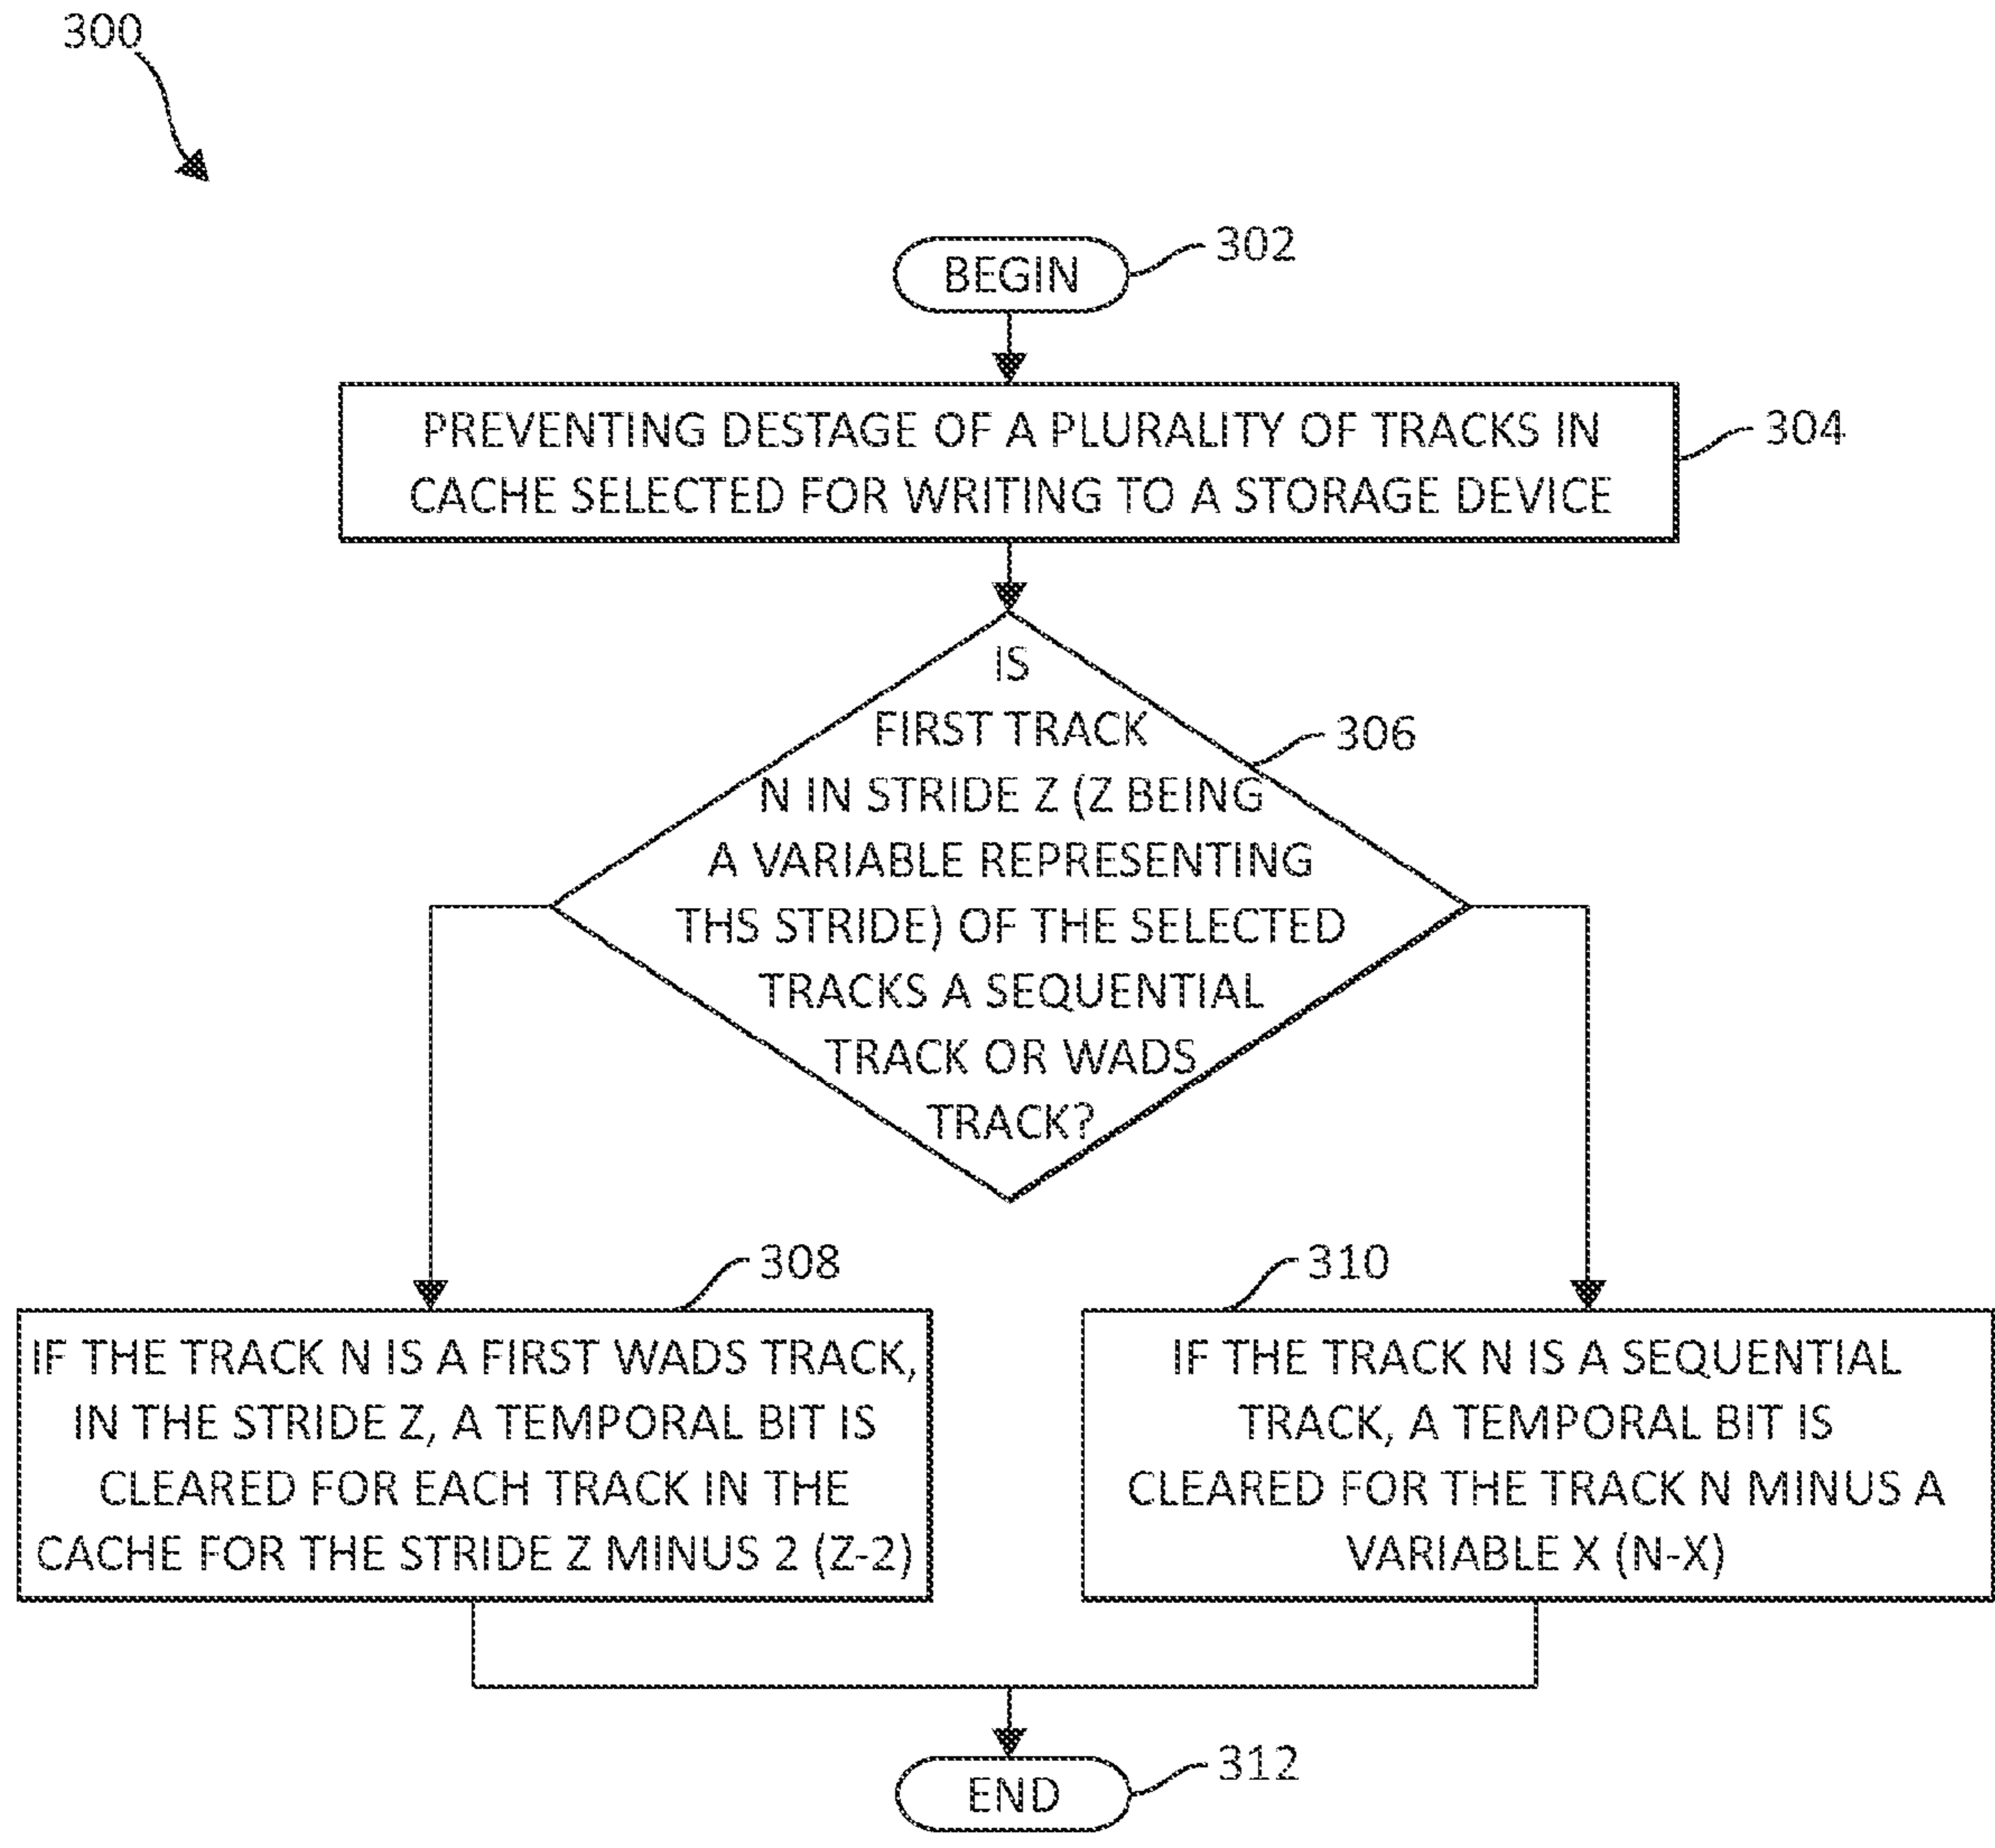 300
302
BEGIN
PREVENTING DESTAGE OF A PLURALITY OF TRACKS IN
CACHE SELECTED FOR WRITING TO A STORAGE DEVICE
304
IS
FIRST TRACK
306
N IN STRIDE Z (Z BEING
A VARIABLE REPRESENTING
THS STRIDE) OF THE SELECTED
TRACKS A SEQUENTIAL
TRACK OR WADS
TRACK?
308
IF THE TRACK N IS A FIRST WADS TRACK,
IN THE STRIDE Z, A TEMPORAL BIT IS
CLEARED FOR EACH TRACK IN THE
CACHE FOR THE STRIDE Z MINUS 2 (Z-2)
310
IF THE TRACK N IS A SEQUENTIAL
TRACK, A TEMPORAL BIT IS
CLEARED FOR THE TRACK N MINUS A
VARIABLE X (N-X)
END
312